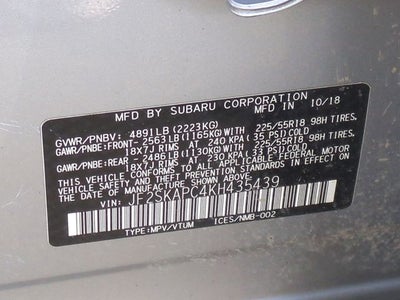 MFD BY SUBARU CORPORATION 10/18
GVWR/PNBV: 4891LB (2223KG)
GAWR/PNBE:FRONT- 2563LB(1165KG)WITH 225/55R18 98H TIRES.
18X7J RIMS AT 240 KPA (35 PSI)COLD
GAWR/PNBE:REAR -2486LB(1130KG)WITH 225/55R18 98H TIRES.
18X7J RIMS, AT 230 KPA (33 PSI)COLD
THIS VEHICLE CONFORMS TO ALL APPLICABLE FEDERAL MOTOR
VEHICLE SAFETY, BUMPER, AND THEFT PREVENTION STANDARDS
IN EFFECT ON THE DATE OF MANUFACTURE SHOWN ABOVE.
VIN: JF2SKAPC4KH435439
TYPE:MPV/VTUM ICES/NMB-002